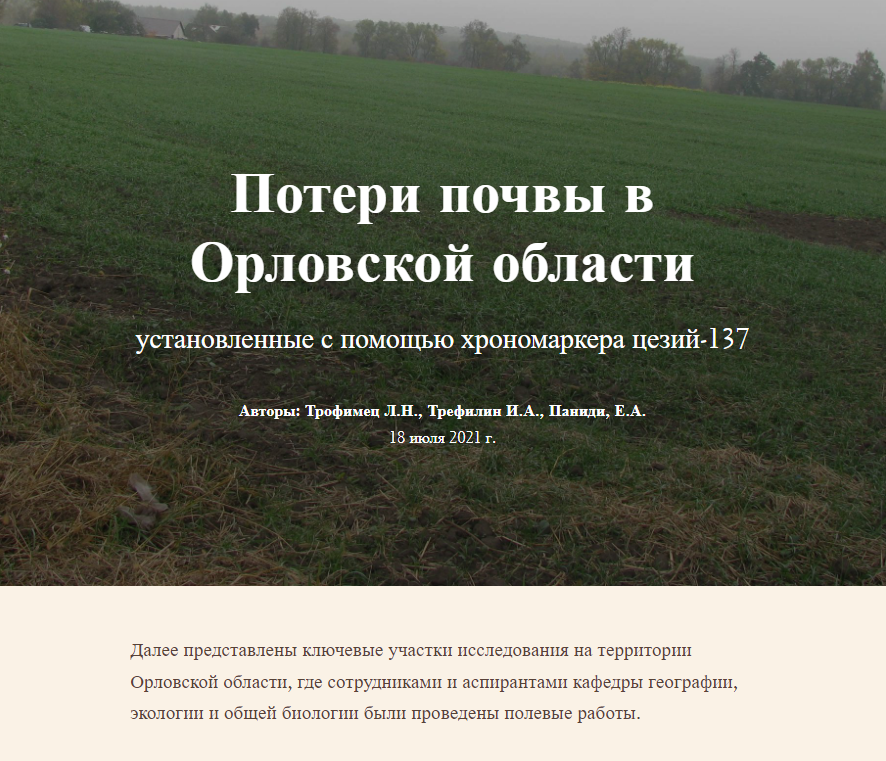 Потери почвы в
Орловской области
установленные с помощью хрономаркера цезий-137
Авторы: Трофимец Л.Н., Трефилин И.А., Паниди, Е.А.
18 июля 2021 г.
Далее представлены ключевые участки исследования на территории
Орловской области, где сотрудниками и аспирантами кафедры географии,
экологии и общей биологии были проведены полевые работы.